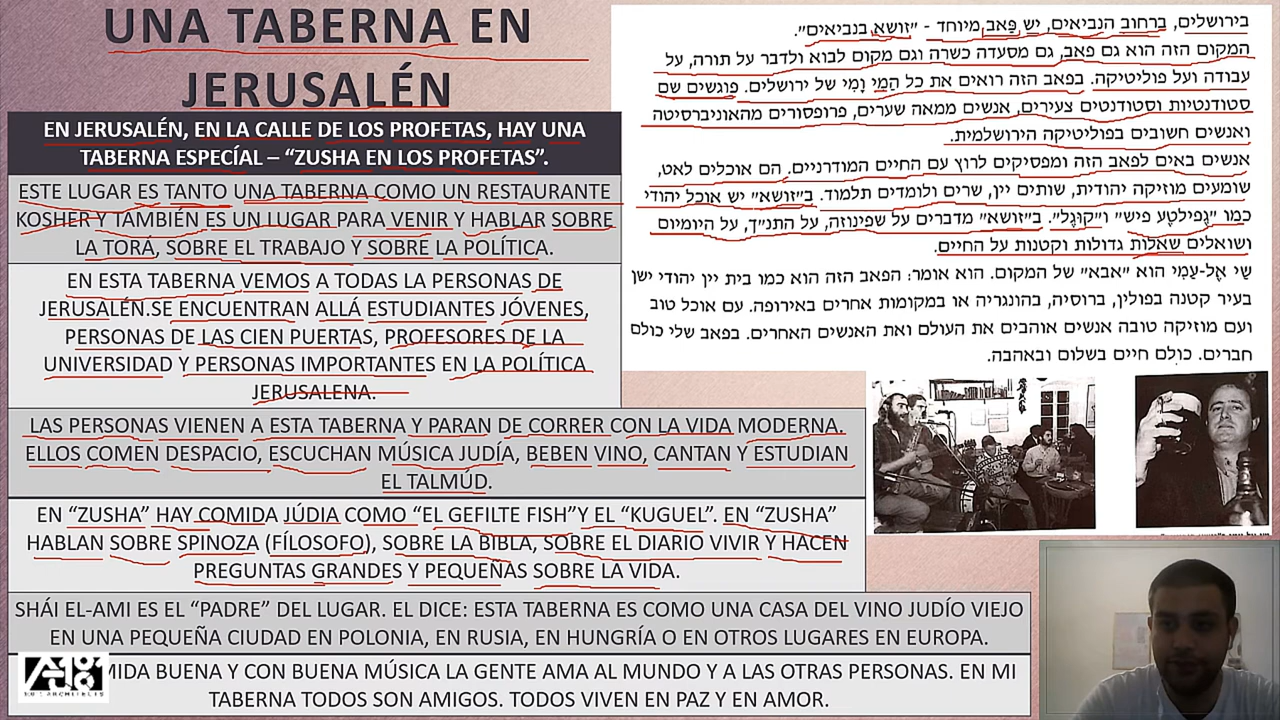 UNA TABERNA EN
JERUSALÉN
EN JERUSALÉN, EN LA CALLE DE LOS PROFETAS, HAY UNA
TABERNA ESPECÍAL – “ZUSHA EN LOS PROFETAS”.
ESTE LUGAR ES TANTO UNA TABERNA COMO UN RESTAURANTE
KOSHER Y TAMBIÉN ES UN LUGAR PARA VENIR Y HABLAR SOBRE
LA TORÁ, SOBRE EL TRABAJO Y SOBRE LA POLÍTICA.
EN ESTA TABERNA VEMOS A TODAS LA PERSONAS DE
JERUSALÉN.SE ENCUENTRAN ALLÁ ESTUDIANTES JÓVENES,
PERSONAS DE LAS CIEN PUERTAS, PROFESORES DE LA
UNIVERSIDAD Y PERSONAS IMPORTANTES EN LA POLÍTICA
JERUSALENA.
LAS PERSONAS VIENEN A ESTA TABERNA Y PARAN DE CORRER CON LA VIDA MODERNA.
ELLOS COMEN DESPACIO, ESCUCHAN MÚSICA JUDÍA, BEBEN VINO, CANTAN Y ESTUDIAN
EL TALMÚD.
EN “ZUSHA” HAY COMIDA JÚDIA COMO “EL GEFILTE FISH”Y EL “KUGUEL”. EN “ZUSHA”
HABLAN SOBRE SPINOZA (FÍLOSOFO), SOBRE LA BIBLA, SOBRE EL DIARIO VIVIR Y HACEN
PREGUNTAS GRANDES Y PEQUEÑAS SOBRE LA VIDA.
SHÁI EL-AMI ES EL “PADRE” DEL LUGAR. EL DICE: ESTA TABERNA ES COMO UNA CASA DEL VINO JUDÍO VIEJO
EN UNA PEQUEÑA CIUDAD EN POLONIA, EN RUSIA, EN HUNGRÍA O EN OTROS LUGARES EN EUROPA.
BUENA Y CON BUENA MÚSICA LA GENTE AMA AL MUNDO Y A LAS OTRAS PERSONAS. EN MI
TABERNA TODOS SON AMIGOS. TODOS VIVEN EN PAZ Y EN AMOR.
בירושלים, ברחוב הנביאים, יש פָּאבּ מיוחד - "זושא בנביאים".
המקום הזה הוא גם פאב, גם מסעדה כשרה וגם מקום לבוא ולדבר על תורה, על
עבודה ועל פוליטיקה. בפאב הזה רואים את כל הַמִי וָמִי של ירושלים. פוגשים שם
סטודנטיות וסטודנטים צעירים, אנשים ממאה שערים, פרופסורים מהאוניברסיטה
ואנשים חשובים בפוליטיקה הירושלמית.
אנשים באים לפאב הזה ומפסיקים לרוץ עם החיים המודרניים. הם אוכלים לאט,
שומעים מוזיקה יהודית, שותים יין, שרים ולומדים תלמוד. ב"זושא" יש אוכל יהודי
כמו "גֶפִילְטֶע פיש" ו"קוּגֶל". ב"זושא" מדברים על שפינוזה, על התנ"ך, על היומיום
ושואלים שאלות גדולות וקטנות על החיים.
שַי אֶל-עַמִי הוא "אבא" של המקום. הוא אומר: הפאב הזה הוא כמו בית יין יהודי ישן
בעיר קטנה בפולין, ברוסיה, בהונגריה או במקומות אחרים באירופה. עם אוכל טוב
ועם מוזיקה טובה אנשים אוהבים את העולם ואת האנשים האחרים. בפאב שלי כולם
חברים. כולם חיים בשלום ובאהבה.